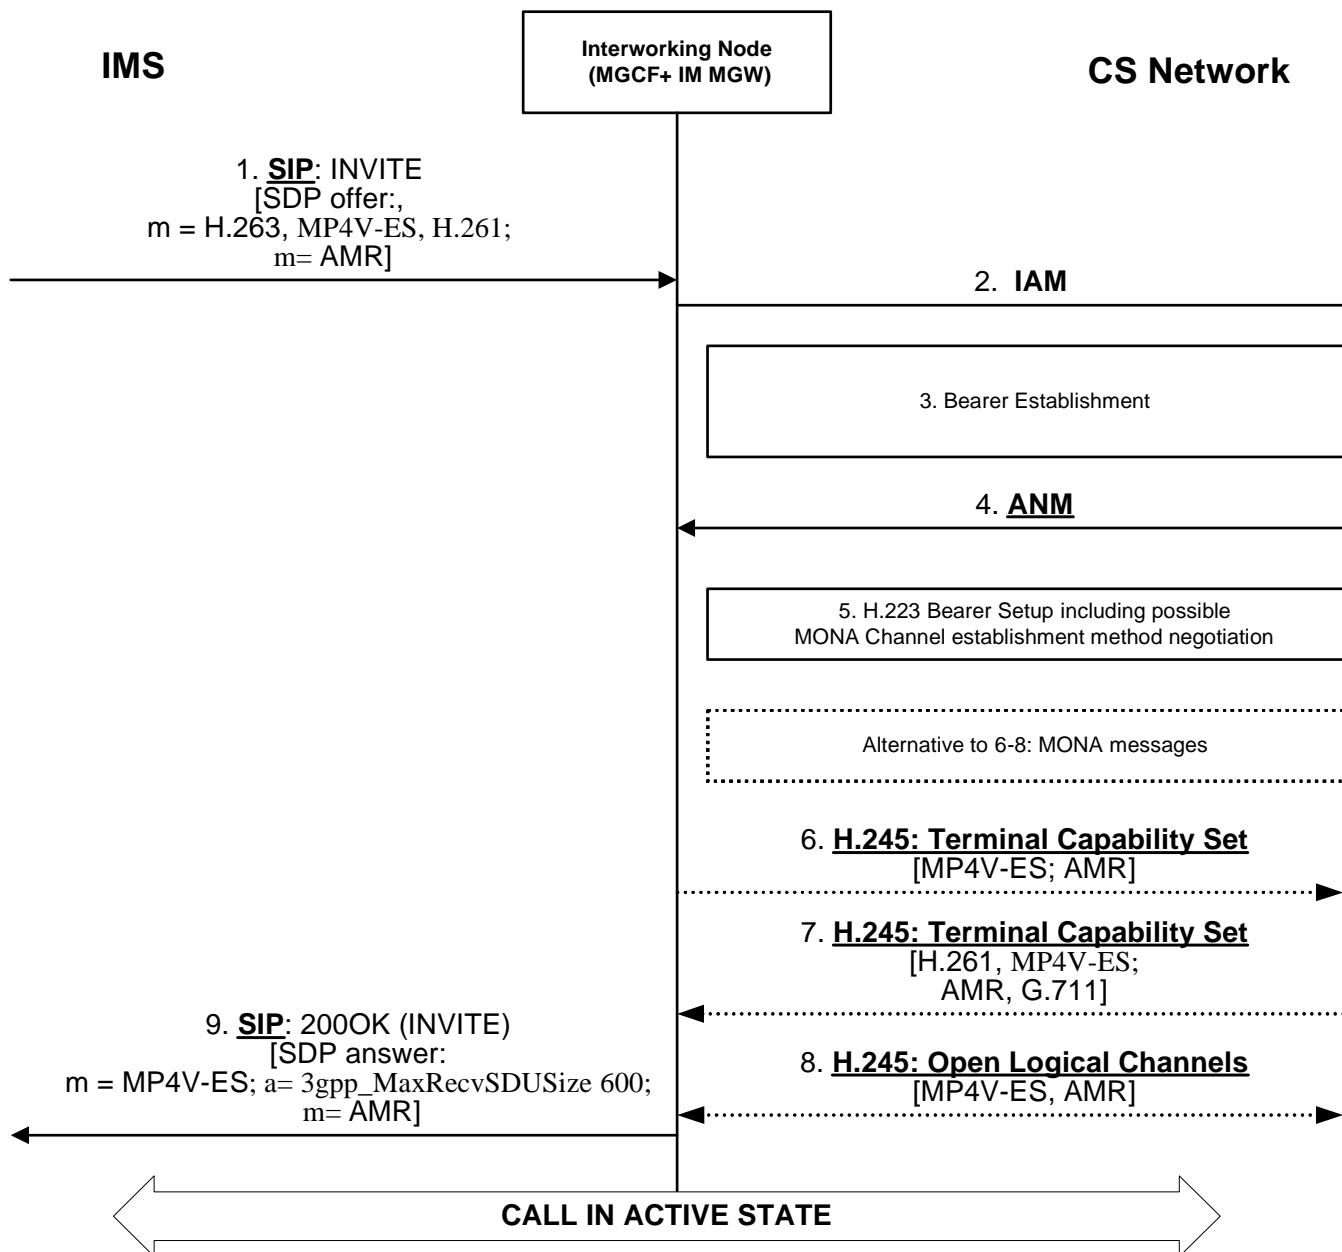 IMS
Interworking Node
(MGCF+ IM MGW)
CS Network
1. SIP: INVITE
[SDP offer:,
m = H.263, MP4V-ES, H.261;
m= AMR]
2. IAM
3. Bearer Establishment
4. ANM
5. H.223 Bearer Setup including possible
MONA Channel establishment method negotiation
Alternative to 6-8: MONA messages
6. H.245: Terminal Capability Set
[MP4V-ES; AMR]
7. H.245: Terminal Capability Set
[H.261, MP4V-ES;
AMR, G.711]
9. SIP: 200OK (INVITE)
[SDP answer:
m = MP4V-ES; a= 3gpp_MaxRecvSDUSize 600;
m= AMR]
8. H.245: Open Logical Channels
[MP4V-ES, AMR]
CALL IN ACTIVE STATE